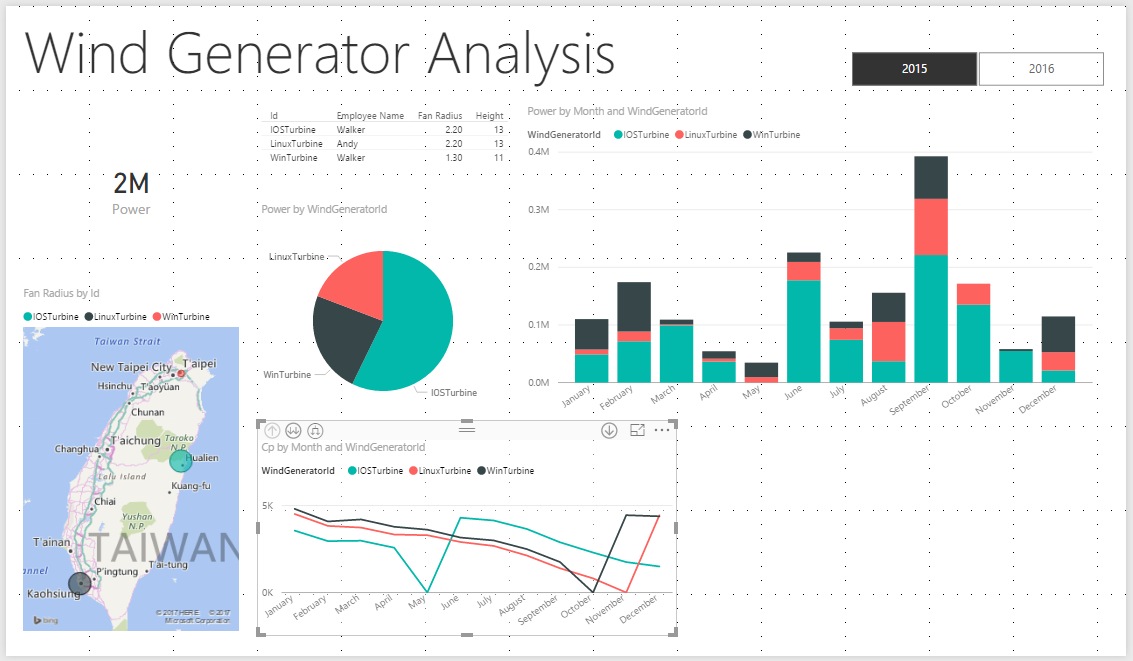 Wind Generator Analysis
2015
2016
Id Employee Name Fan Radius Height
IOSTurbine Walker 2.20 13
LinuxTurbine Andy 2.20 13
WinTurbine Walker 1.30 11
2M
Power
Power by WindGeneratorId
LinuxTurbine
WinTurbine
IOSTurbine
Power by Month and WindGeneratorId
WindGeneratorId IOSTurbine LinuxTurbine WinTurbine
0.4M
0.3M
0.2M
0.1M
0.0M
January February March April May June July August September October November December
Fan Radius by Id
IOSTurbine LinuxTurbine WinTurbine
Taiwan Strait
New Taipei City T'aipei
Hsinchu T'aoyuan
Chunan
T'aichung Taroko
N.P.
Changhua Hualien
Lalu Island
Kuang-fu
Chiai
Yushan
N.P.
T'ainan
TAIWAN
annel P'ingtung T'ai-tung
Kaohsiung
© 2017 HERE © 2017
bing Microsoft Corporation
Cp by Month and WindGeneratorId
WindGeneratorId IOSTurbine LinuxTurbine WinTurbine
5K
0K
January February March April May June July August September October November December